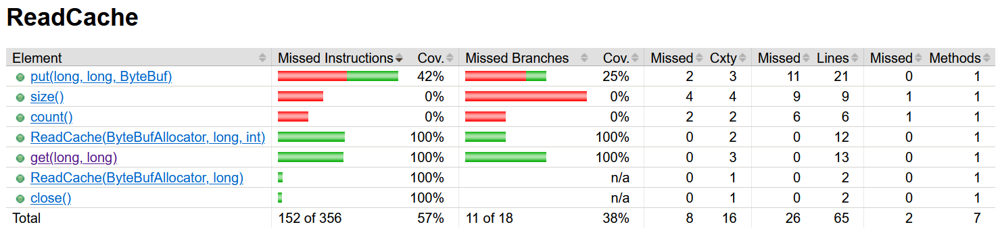 ReadCache
Element Missed Instructions Cov. Missed Branches Cov. Missed Cxty Missed Lines Missed Methods
put(long, long, ByteBuf) 42% 25% 2 3 11 21 0 1
size() 0% 0% 4 4 9 9 1 1
count() 0% 0% 2 2 6 6 1 1
ReadCache(ByteBufAllocator, long, int) 100% 100% 0 2 0 12 0 1
get(long, long) 100% 100% 0 3 0 13 0 1
ReadCache(ByteBufAllocator, long) 100% n/a 0 1 0 2 0 1
close() 100% n/a 0 1 0 2 0 1
Total 152 of 356 57% 11 of 18 38% 8 16 26 65 2 7